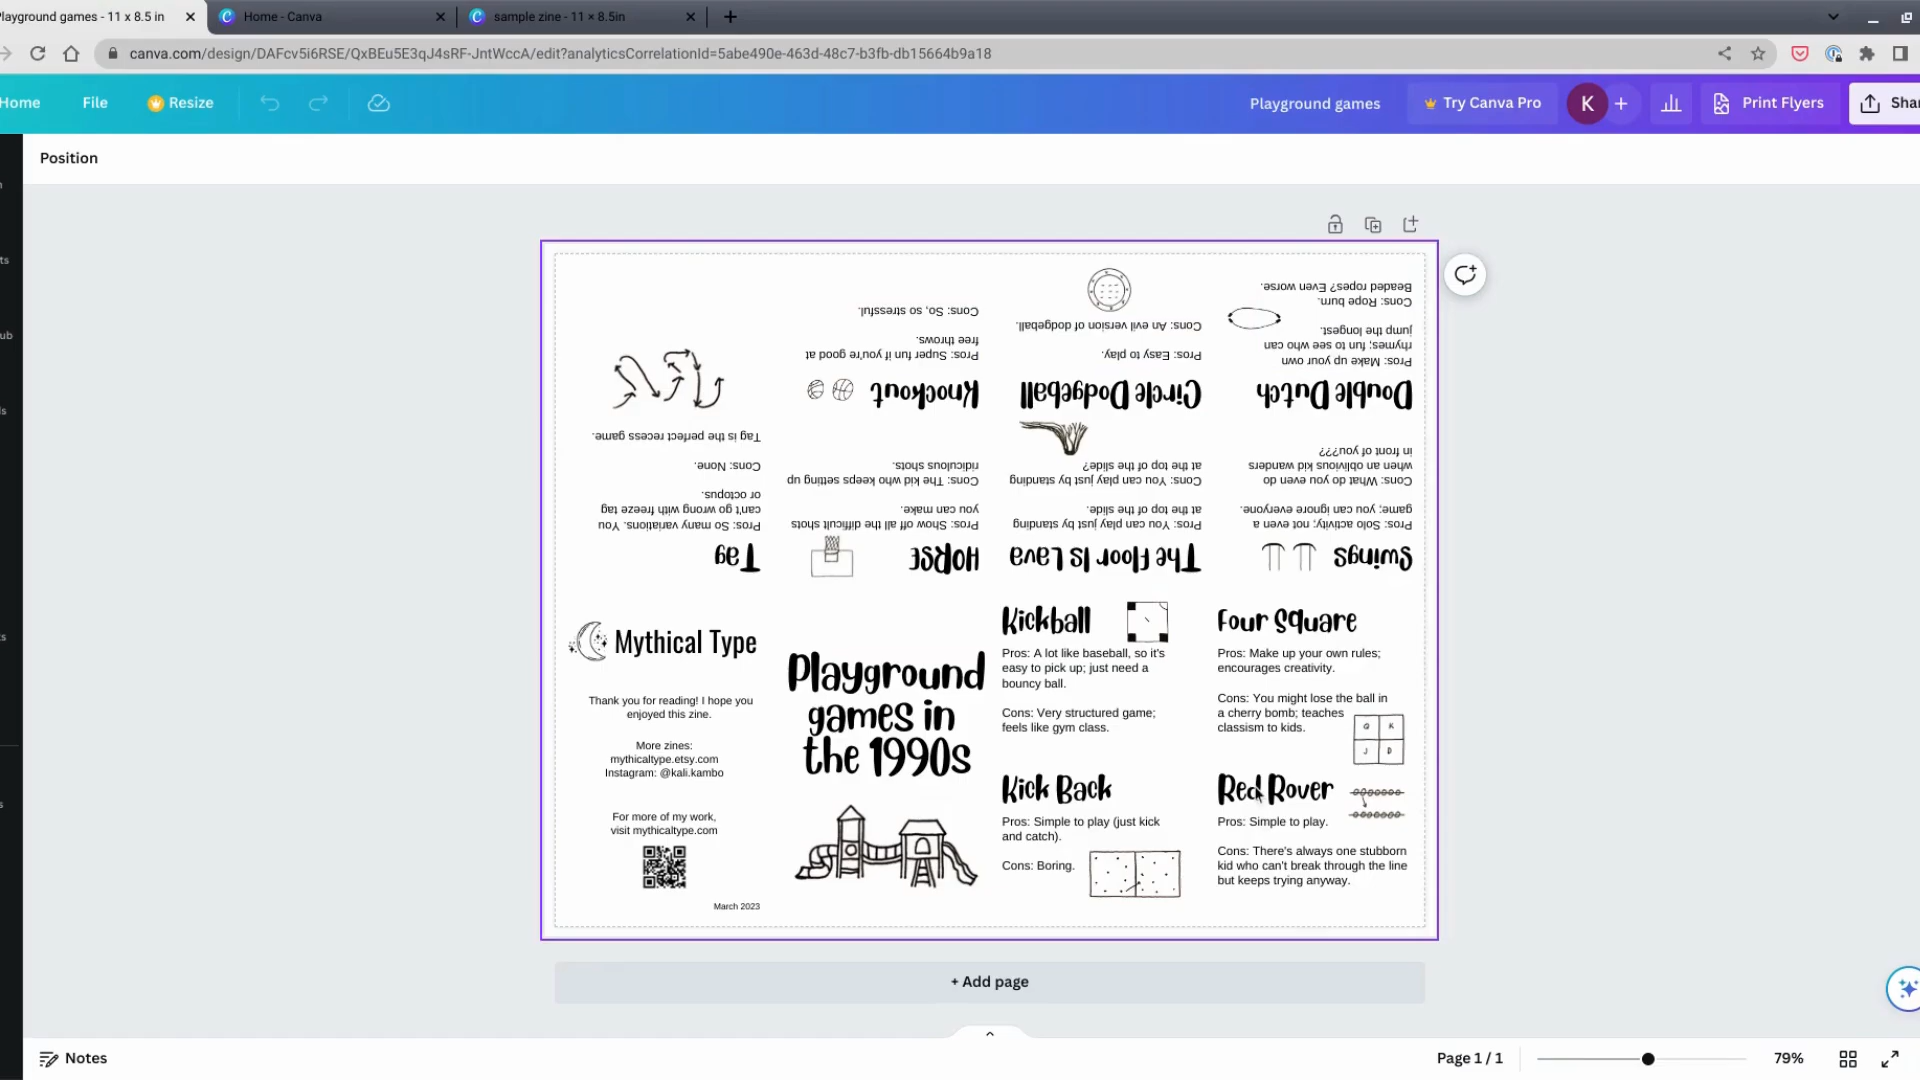 Playground games - 11 x 8.5 in
Home - Canva
sample zine - 11 × 8.5in
canva.com/design/DAFcv5i6RSE/QxBEu5E3qJ4sRF-JntWccA/edit?analyticsCorrelationId=5abe490e-463d-48c7-b3fb-db15664b9a18
Home
File
Resize
Playground games
Try Canva Pro
K
Print Flyers
Shar
Position
Double Dutch
Pros: Make up your own
rhymes; fun to see who can
jump the longest.
Cons: Rope burn.
Beaded ropes? Even worse.
Circle Dodgeball
Pros: Easy to play.
Cons: An evil version of dodgeball.
Knockout
Pros: Super fun if you're good at
free throws.
Cons: So, so stressful.
Swings
Pros: Solo activity; not even a
game; you can ignore everyone.
Cons: What do you even do
when an oblivious kid wanders
in front of you???
The Floor Is Lava
Pros: You can play just by standing
at the top of the slide.
Cons: You can play just by standing
at the top of the slide?
HORSE
Pros: Show off all the difficult shots
you can make.
Cons: The kid who keeps setting up
ridiculous shots.
Tag
Pros: So many variations. You
can't go wrong with freeze tag
or octopus.
Cons: None.
Tag is the perfect recess game.
Mythical Type
Thank you for reading! I hope you
enjoyed this zine.
More zines:
mythicaltype.etsy.com
Instagram: @kali.kambo
For more of my work,
visit mythicaltype.com
March 2023
Playground
games in
the 1990s
Kickball
Pros: A lot like baseball, so it's
easy to pick up; just need a
bouncy ball.
Cons: Very structured game;
feels like gym class.
Kick Back
Pros: Simple to play (just kick
and catch).
Cons: Boring.
Four Square
Pros: Make up your own rules;
encourages creativity.
Cons: You might lose the ball in
a cherry bomb; teaches
classism to kids.
Q K
J D
Red Rover
Pros: Simple to play.
Cons: There's always one stubborn
kid who can't break through the line
but keeps trying anyway.
+ Add page
Notes
Page 1 / 1
79%